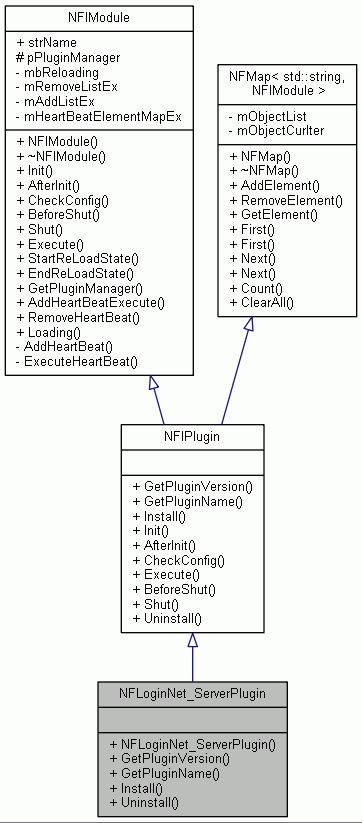 NFIModule
+ strName
# pPluginManager
- mbReloading
- mRemoveListEx
- mAddListEx
- mHeartBeatElementMapEx
+ NFIModule()
+ ~NFIModule()
+ Init()
+ AfterInit()
+ CheckConfig()
+ BeforeShut()
+ Shut()
+ Execute()
+ StartReLoadState()
+ EndReLoadState()
+ GetPluginManager()
+ AddHeartBeatExecute()
+ RemoveHeartBeat()
+ Loading()
- AddHeartBeat()
- ExecuteHeartBeat()
NFMap< std::string,
NFIModule >
- mObjectList
- mObjectCurIter
+ NFMap()
+ ~NFMap()
+ AddElement()
+ RemoveElement()
+ GetElement()
+ First()
+ First()
+ Next()
+ Next()
+ Count()
+ ClearAll()
NFIPlugin
+ GetPluginVersion()
+ GetPluginName()
+ Install()
+ Init()
+ AfterInit()
+ CheckConfig()
+ Execute()
+ BeforeShut()
+ Shut()
+ Uninstall()
NFLoginNet_ServerPlugin
+ NFLoginNet_ServerPlugin()
+ GetPluginVersion()
+ GetPluginName()
+ Install()
+ Uninstall()